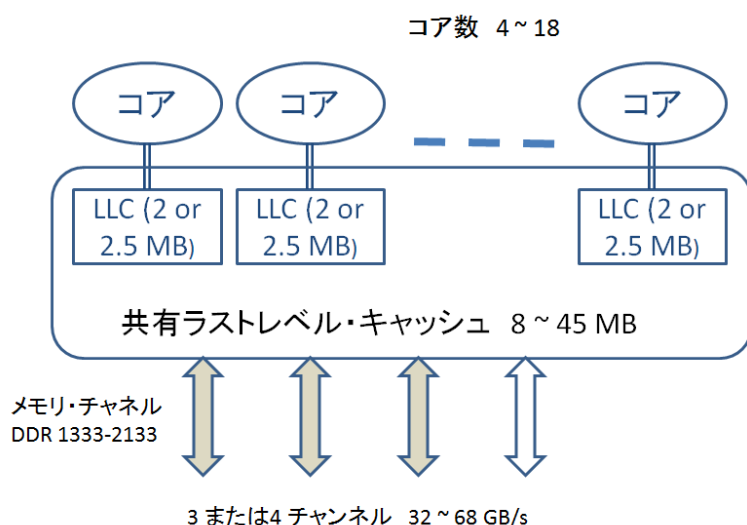 コア数 4 ~ 18
コア
コア
コア
LLC (2 or
2.5 MB)
LLC (2 or
2.5 MB)
LLC (2 or
2.5 MB)
共有ラストレベル・キャッシュ 8 ~ 45 MB
メモリ・チャネル
DDR 1333-2133
3 または4 チャンネル 32 ~ 68 GB/s